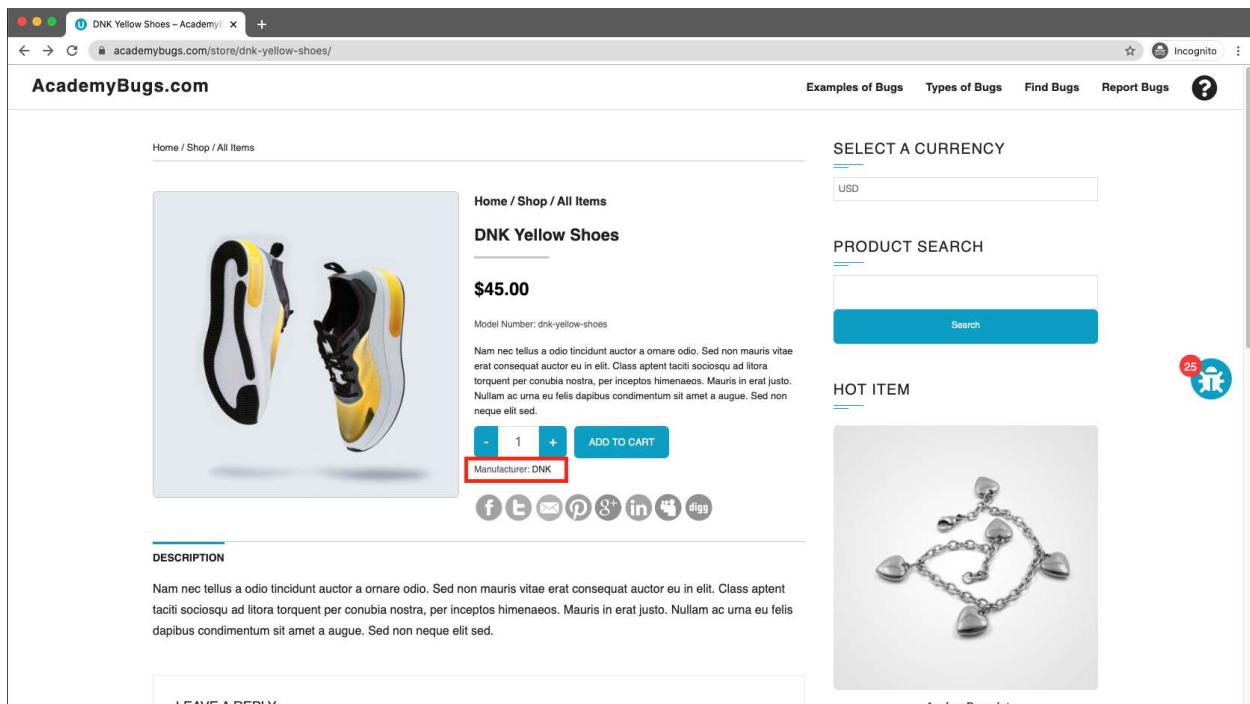 DNK Yellow Shoes – Academy
academybugs.com/store/dnk-yellow-shoes/
Incognito
AcademyBugs.com
Examples of Bugs
Types of Bugs
Find Bugs
Report Bugs
?
Home / Shop / All Items
Home / Shop / All Items
DNK Yellow Shoes
$45.00
Model Number: dnk-yellow-shoes
Nam nec tellus a odio tincidunt auctor a ornare odio. Sed non mauris vitae
erat consequat auctor eu in elit. Class aptent taciti sociosqu ad litora
torquent per conubia nostra, per inceptos himenaeos. Mauris in erat justo.
Nullam ac urna eu felis dapibus condimentum sit amet a augue. Sed non
neque elit sed.
- 1 + ADD TO CART
Manufacturer: DNK
digg
DESCRIPTION
Nam nec tellus a odio tincidunt auctor a ornare odio. Sed non mauris vitae erat consequat auctor eu in elit. Class aptent
taciti sociosqu ad litora torquent per conubia nostra, per inceptos himenaeos. Mauris in erat justo. Nullam ac urna eu felis
dapibus condimentum sit amet a augue. Sed non neque elit sed.
LEAVE A REPLY
SELECT A CURRENCY
USD
PRODUCT SEARCH
Search
HOT ITEM
25